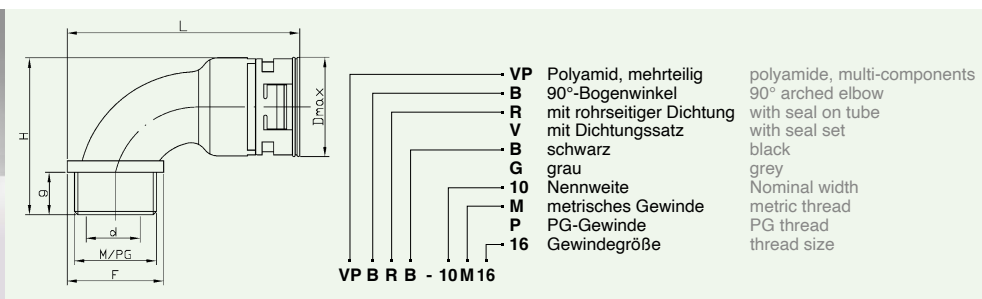 L
H
Dmax
g
d
M/PG
F
VP Polyamid, mehrteilig polyamide, multi-components
B 90°-Bogenwinkel 90° arched elbow
R mit rohrseitiger Dichtung with seal on tube
V mit Dichtungssatz with seal set
B schwarz black
G grau grey
10 Nennweite Nominal width
M metrisches Gewinde metric thread
P PG-Gewinde PG thread
16 Gewindegröße thread size
VP B R B - 10 M 16